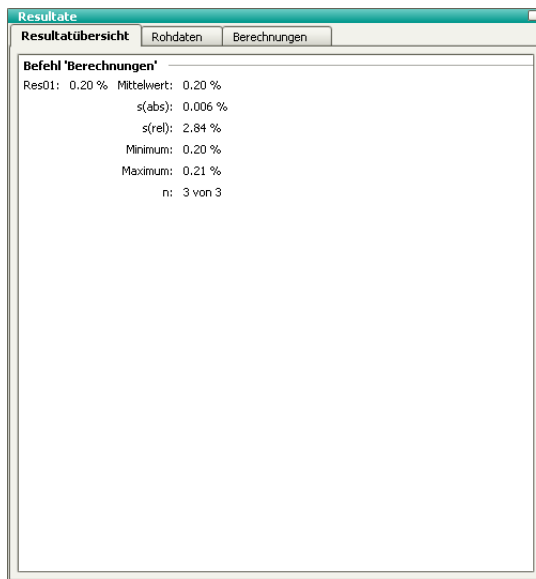 Resultate
Resultatübersicht Rohdaten Berechnungen
Befehl 'Berechnungen'
Res01: 0.20 % Mittelwert: 0.20 %
s(abs): 0.006 %
s(rel): 2.84 %
Minimum: 0.20 %
Maximum: 0.21 %
n: 3 von 3